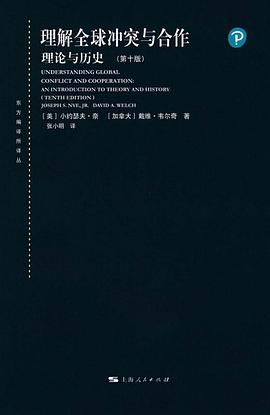 理解全球冲突与合作
理论与历史 (第十版)
UNDERSTANDING GLOBAL
CONFLICT AND COOPERATION:
AN INTRODUCTION TO THEORY AND HISTORY
(TENTH EDITION)
JOSEPH S. NYE, JR. DAVID A. WELCH
[美] 小约瑟夫·奈 [加拿大] 戴维·韦尔奇 著
张小明 译
东方编译所译丛
上海人民出版社
P